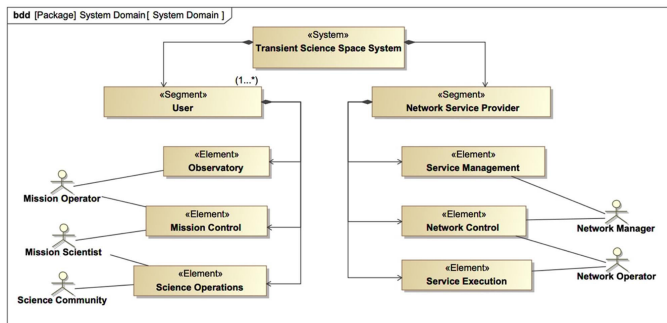 bdd [Package] System Domain[ System Domain ]
«System»
Transient Science Space System
(1...*)
«Segment»
User
«Segment»
Network Service Provider
«Element»
Observatory
«Element»
Service Management
Mission Operator
«Element»
Mission Control
«Element»
Network Control
Network Manager
Mission Scientist
«Element»
Science Operations
«Element»
Service Execution
Science Community
Network Operator